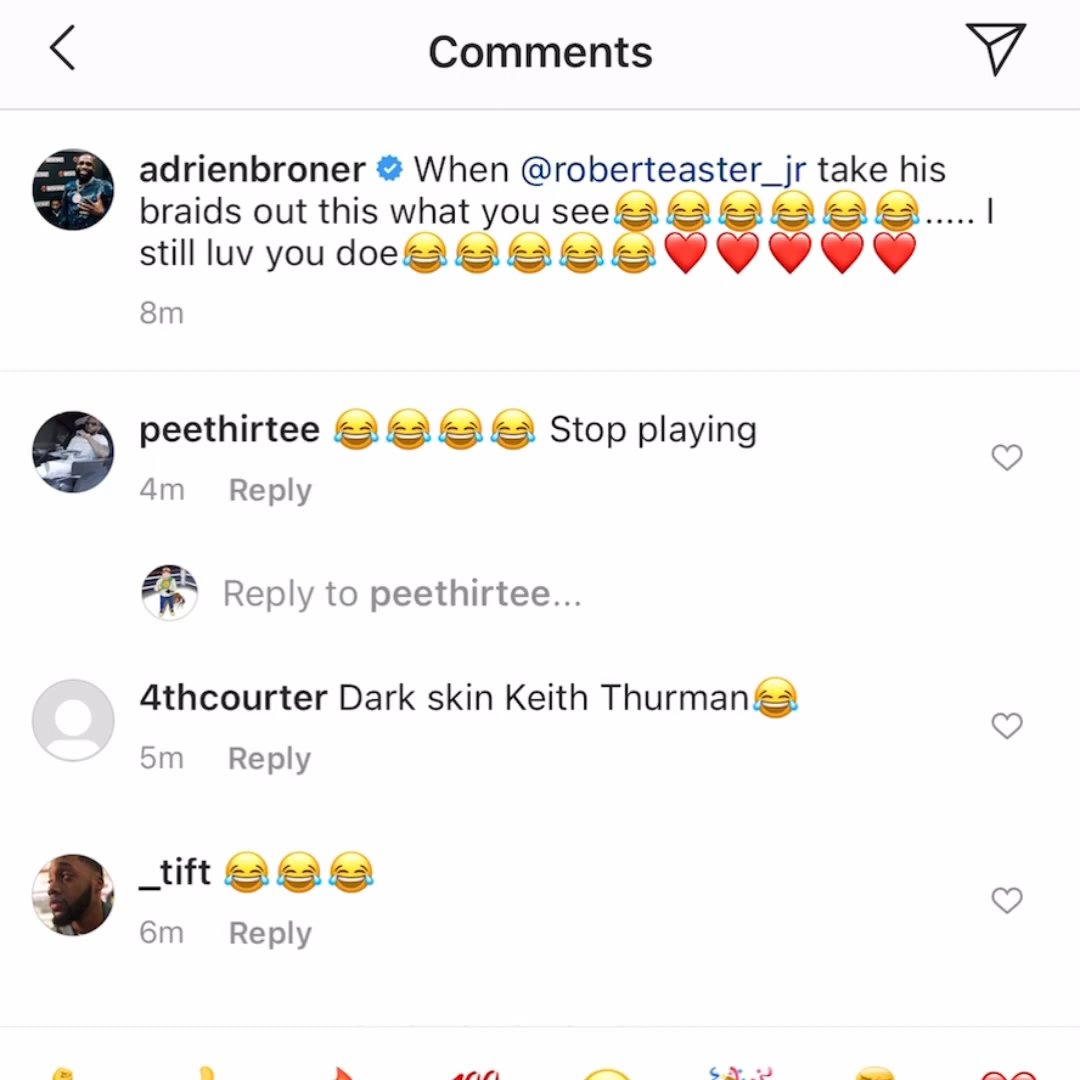 Comments
adrienbroner When @roberteaster_jr take his
braids out this what you see😂😂😂😂😂😂..... I
still luv you doe😂😂😂😂😂❤️❤️❤️❤️❤️
8m
peethirtee 😂😂😂😂 Stop playing
4m Reply
Reply to peethirtee...
4thcourter Dark skin Keith Thurman😂
5m Reply
_tift 😂😂😂
6m Reply